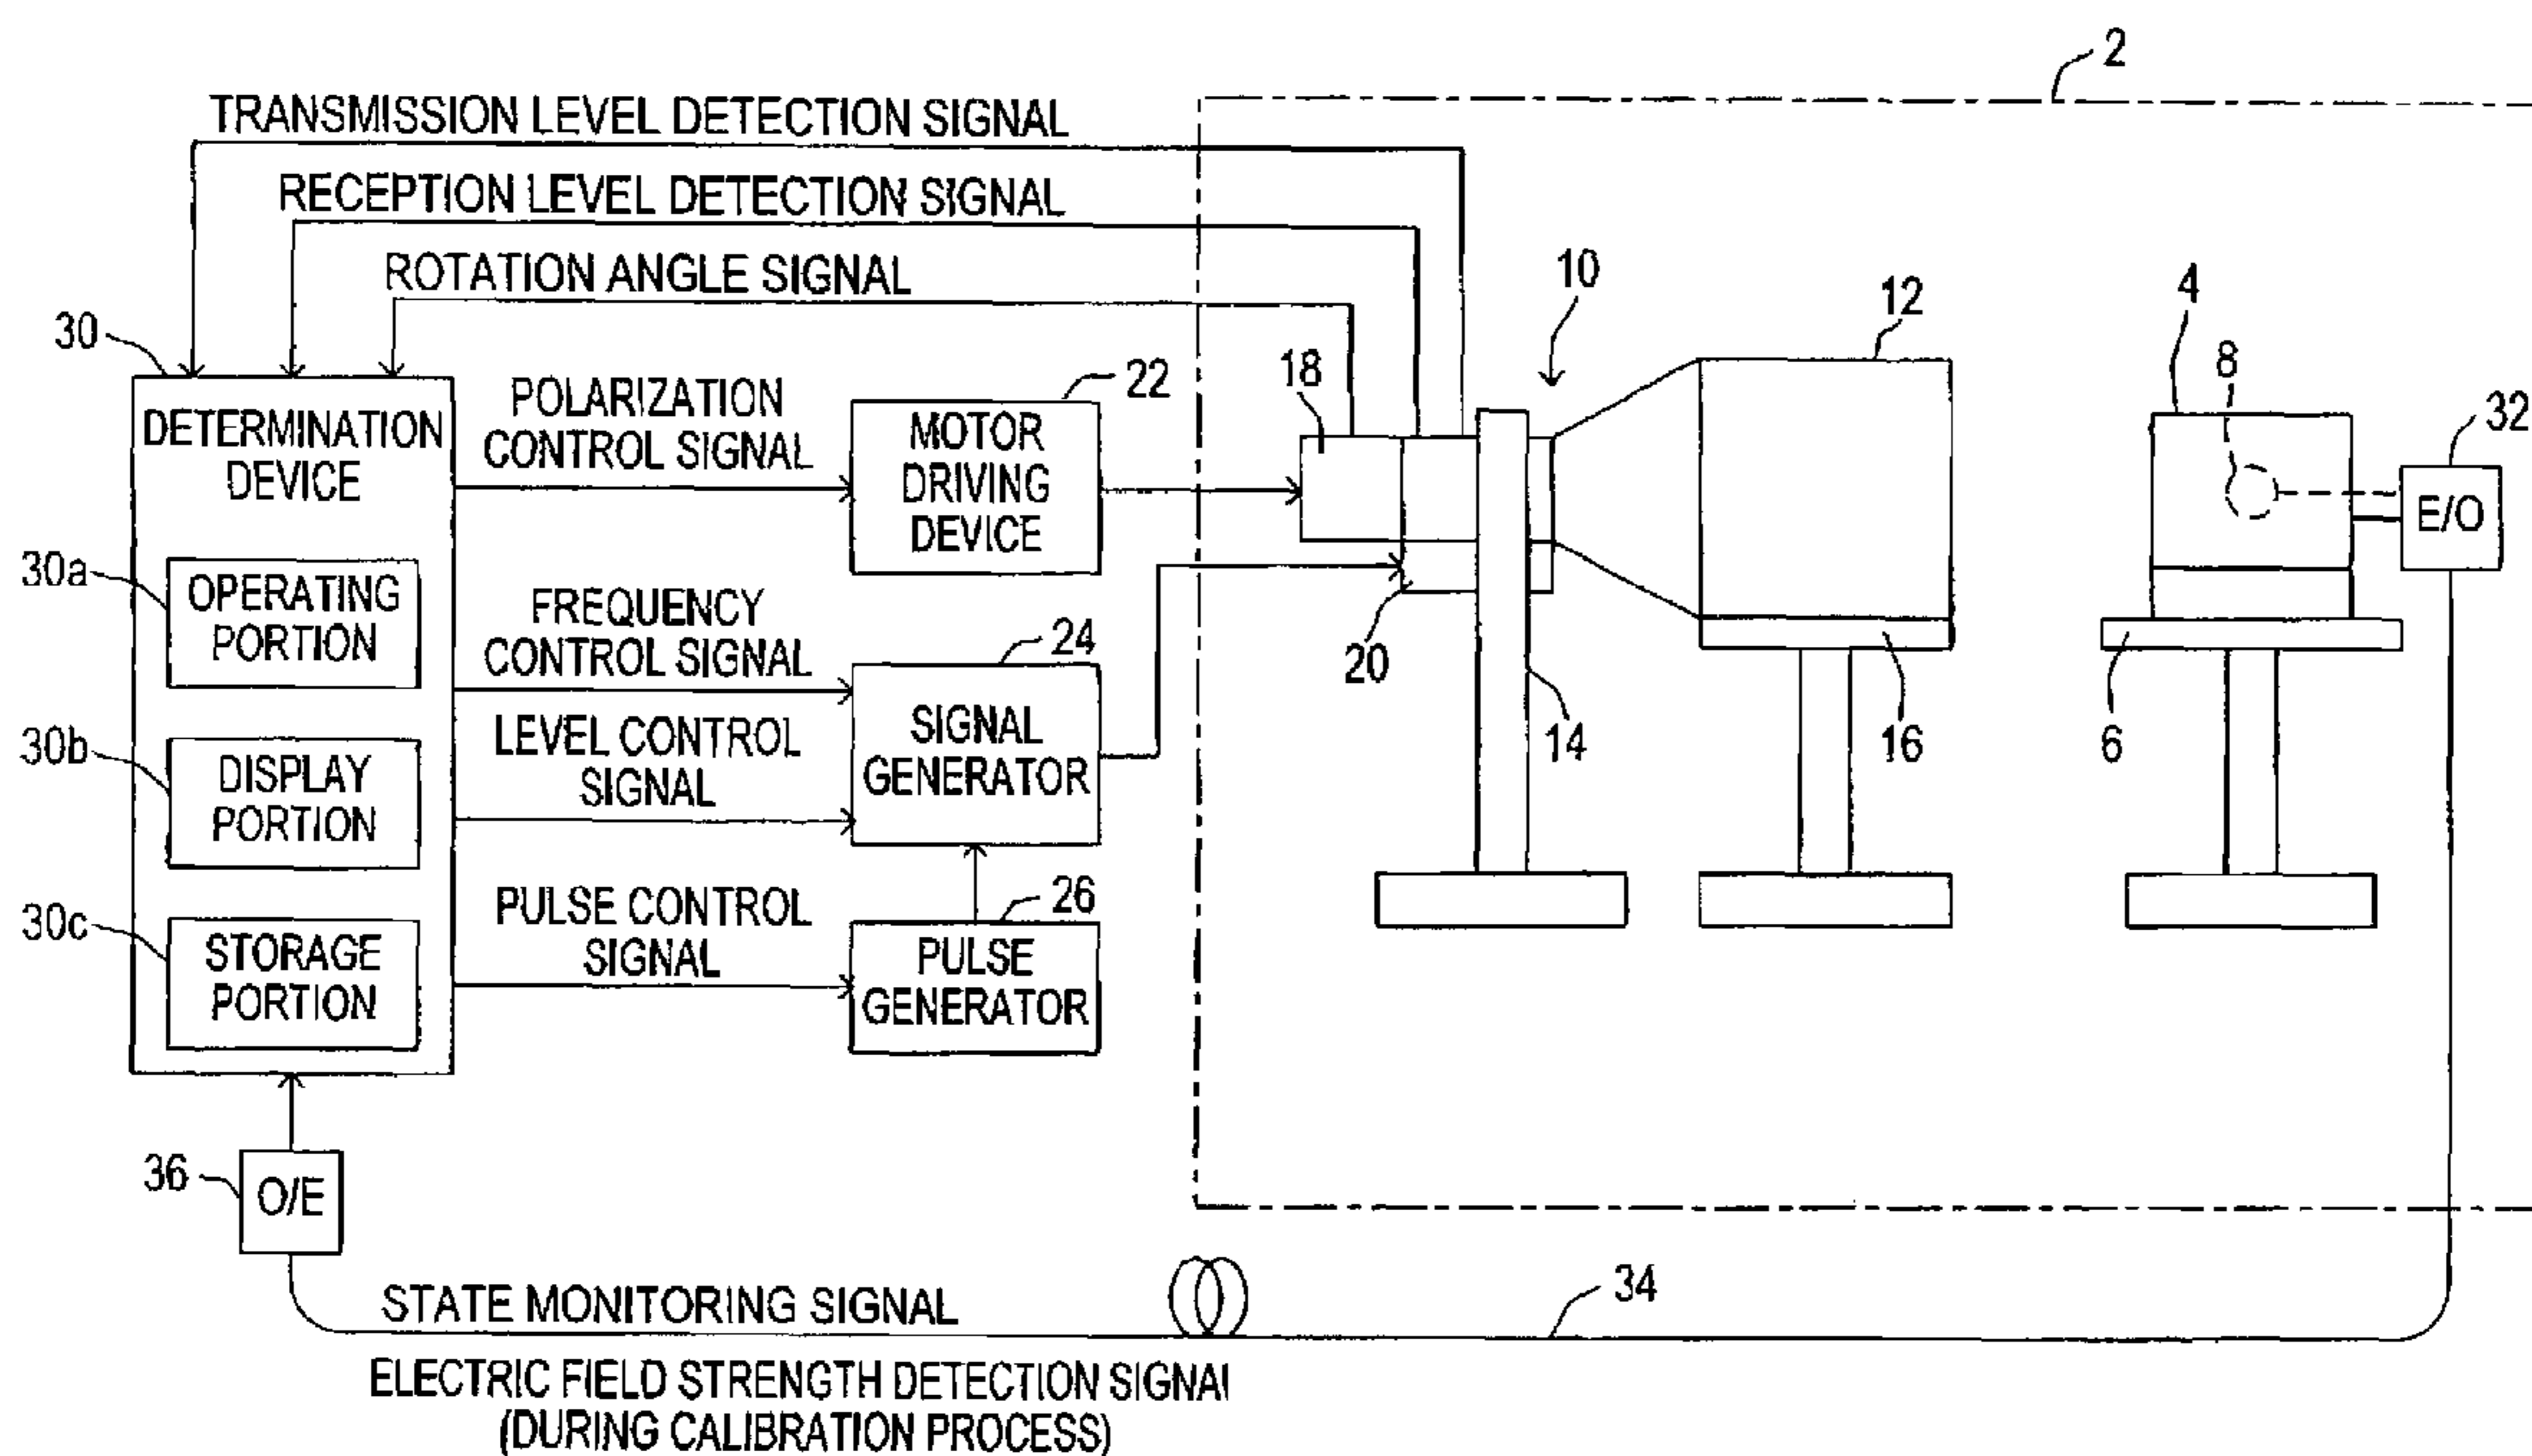 2
TRANSMISSION LEVEL DETECTION SIGNAL
RECEPTION LEVEL DETECTION SIGNAL
ROTATION ANGLE SIGNAL
10
12
4
8
30
18
22
32
DETERMINATION
DEVICE
POLARIZATION
CONTROL SIGNAL
MOTOR
DRIVING
DEVICE
E/O
30a
OPERATING
PORTION
FREQUENCY
CONTROL SIGNAL
24
20
14
16
6
30b
DISPLAY
PORTION
LEVEL CONTROL
SIGNAL
SIGNAL
GENERATOR
30c
STORAGE
PORTION
PULSE CONTROL
SIGNAL
26
PULSE
GENERATOR
36
O/E
STATE MONITORING SIGNAL
34
ELECTRIC FIELD STRENGTH DETECTION SIGNAL
(DURING CALIBRATION PROCESS)